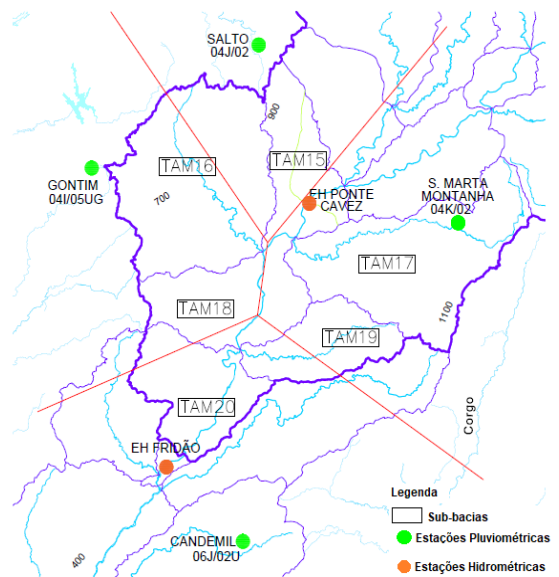 SALTO
04J/02
900
TAM15
TAM16
GONTIM
04I/05UG
700
EH PONTE
CAVEZ
S. MARTA
MONTANHA
04K/02
TAM17
TAM18
1100
TAM19
TAM20
Corgo
EH FRIDÃO
CANDEMIL
06J/02U
400
Legenda
Sub-bacias
Estações Pluviométricas
Estações Hidrométricas